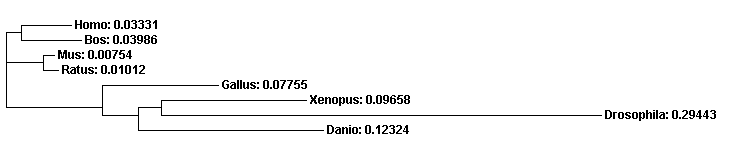 Homo: 0.03331
Bos: 0.03986
Mus: 0.00754
Ratus: 0.01012
Gallus: 0.07755
Xenopus: 0.09658
Drosophila: 0.29443
Danio: 0.12324